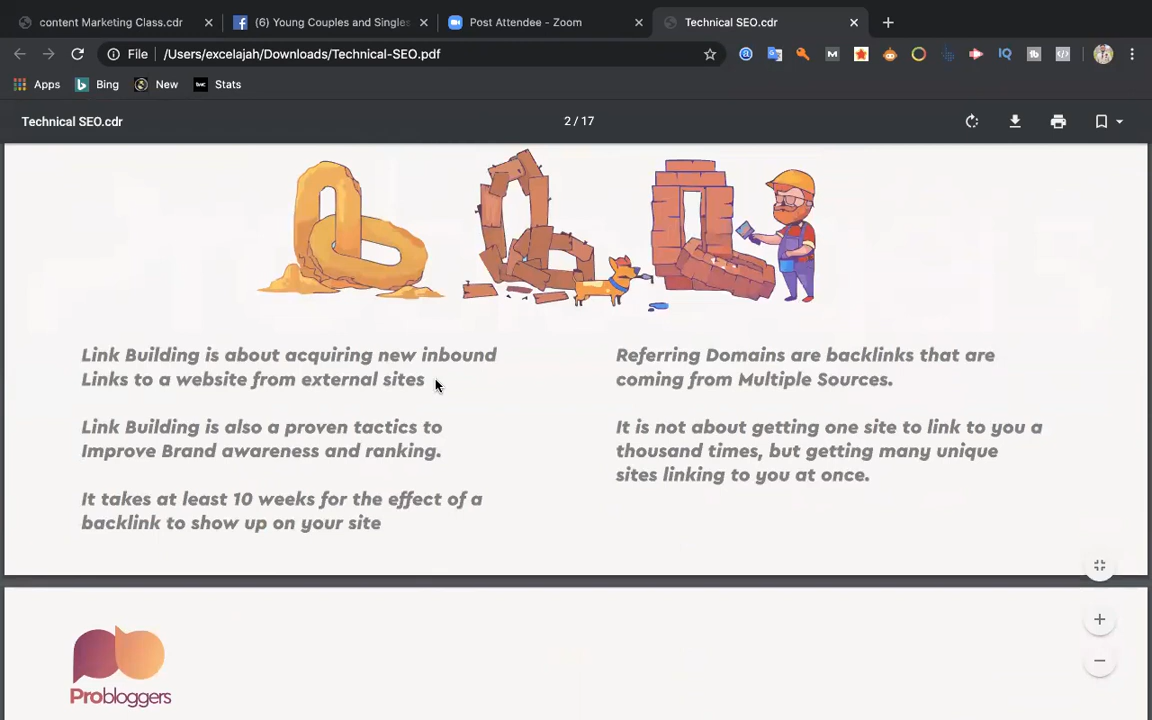 content Marketing Class.cdr
(6) Young Couples and Singles
Post Attendee - Zoom
Technical SEO.cdr
File
/Users/excelajah/Downloads/Technical-SEO.pdf
Apps
Bing
New
Stats
Technical SEO.cdr
2 / 17
Link Building is about acquiring new inbound
Links to a website from external sites
Link Building is also a proven tactics to
Improve Brand awareness and ranking.
It takes at least 10 weeks for the effect of a
backlink to show up on your site
Referring Domains are backlinks that are
coming from Multiple Sources.
It is not about getting one site to link to you a
thousand times, but getting many unique
sites linking to you at once.
Probloggers